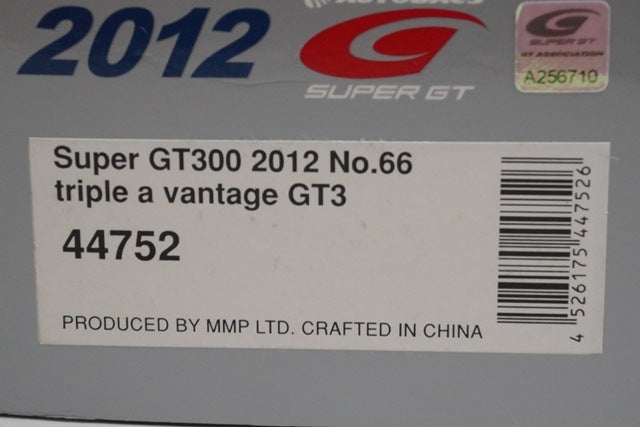 AUTOBACS
2012
SUPER GT
SUPER GT
GT ASSOCIATION
A256710
Super GT300 2012 No.66
triple a vantage GT3
44752
PRODUCED BY MMP LTD. CRAFTED IN CHINA
4 526175 447526